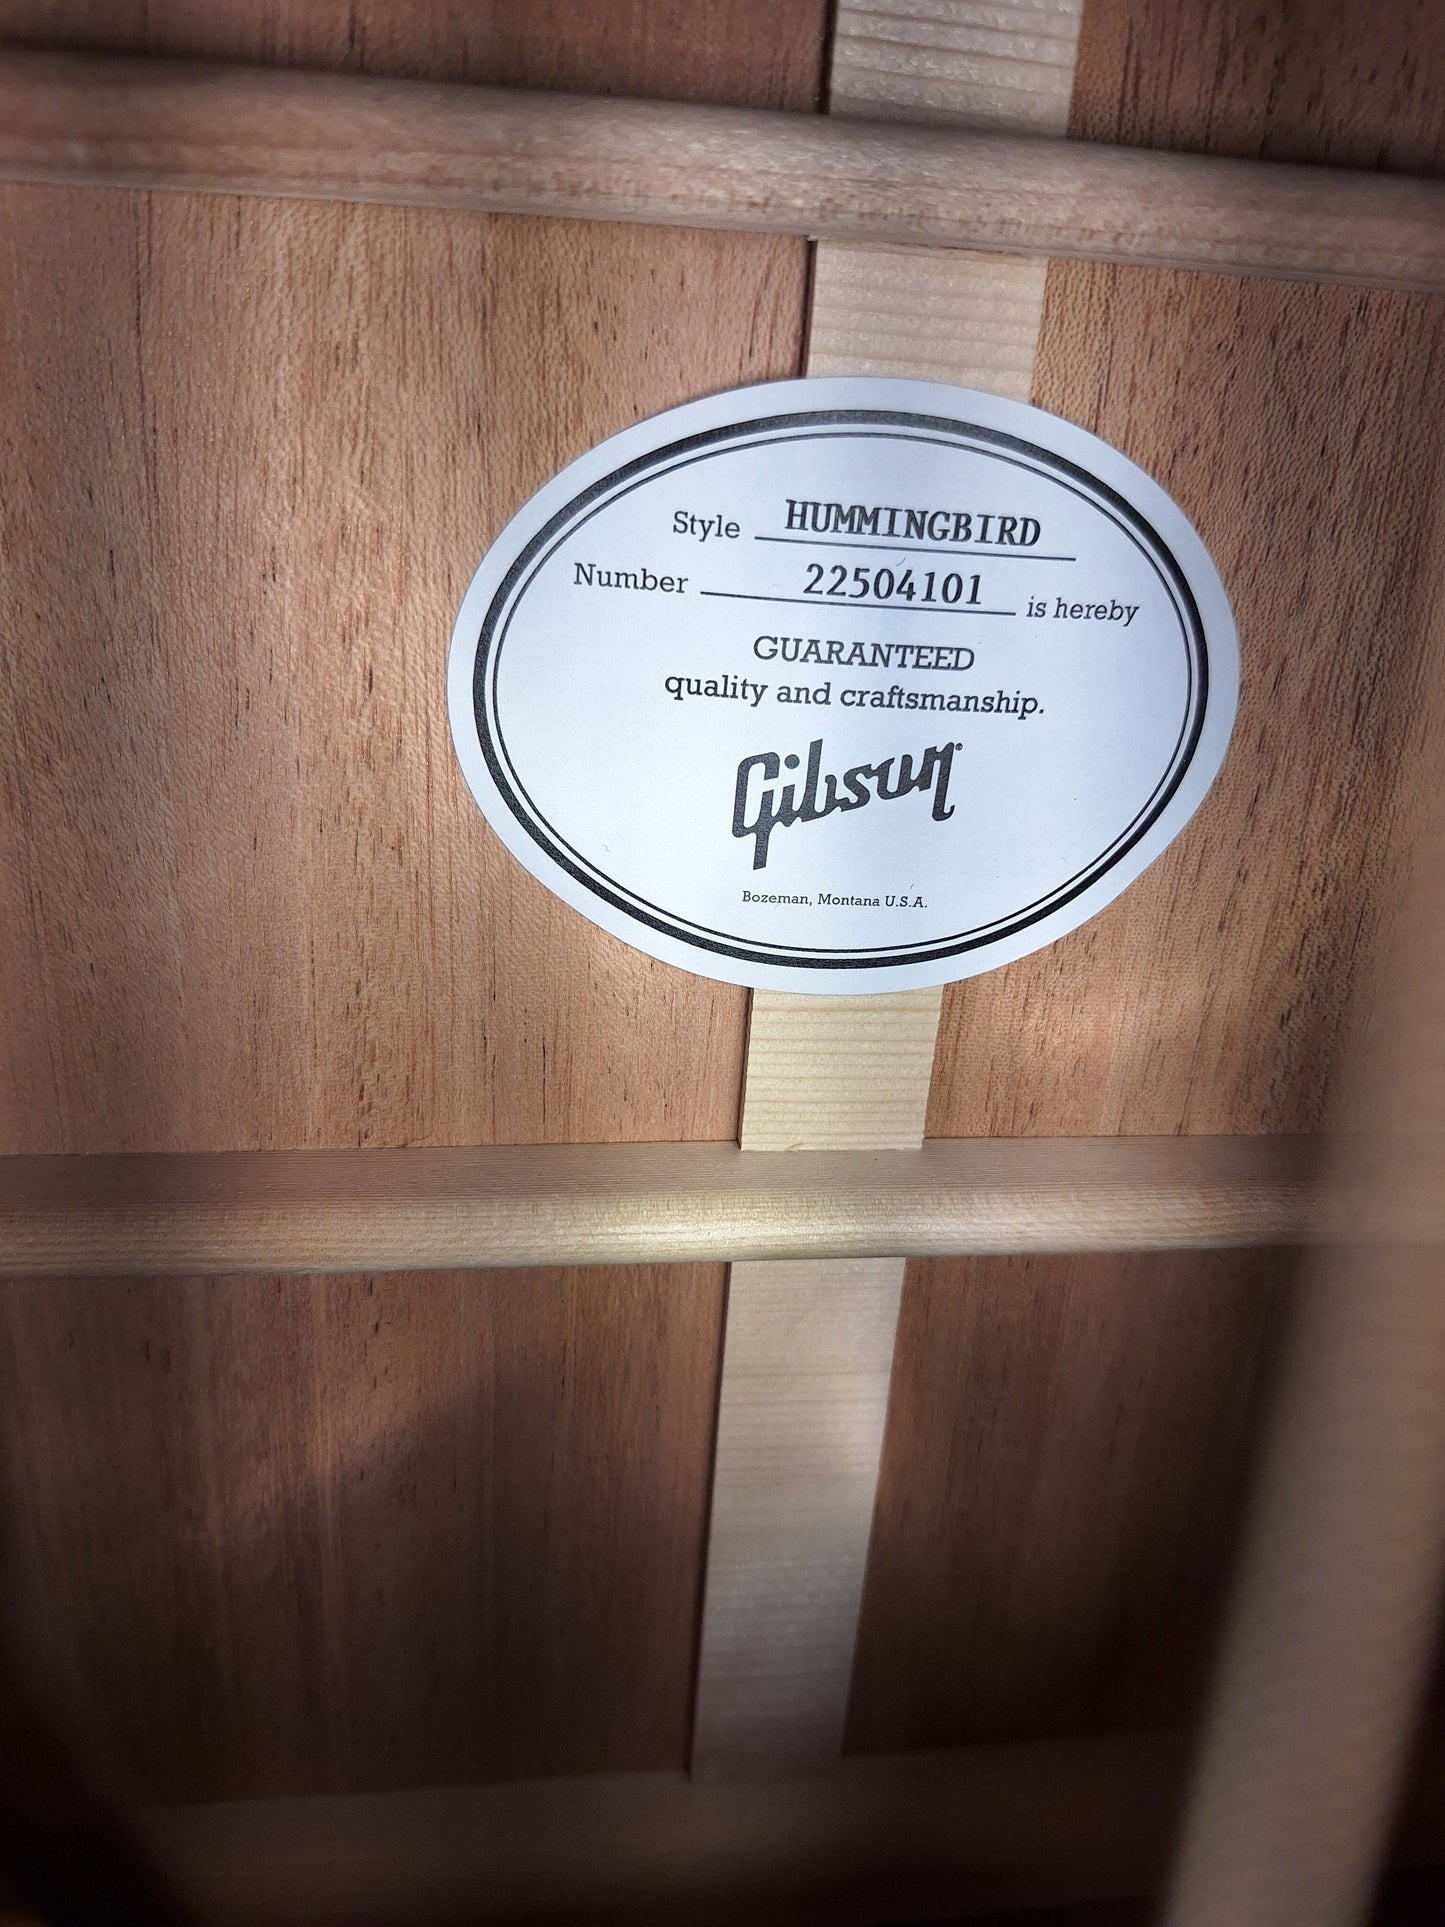 Style HUMMINGBIRD
Number 22504101 is hereby
GUARANTEED
quality and craftsmanship.
Gibson
Bozeman, Montana U.S.A.